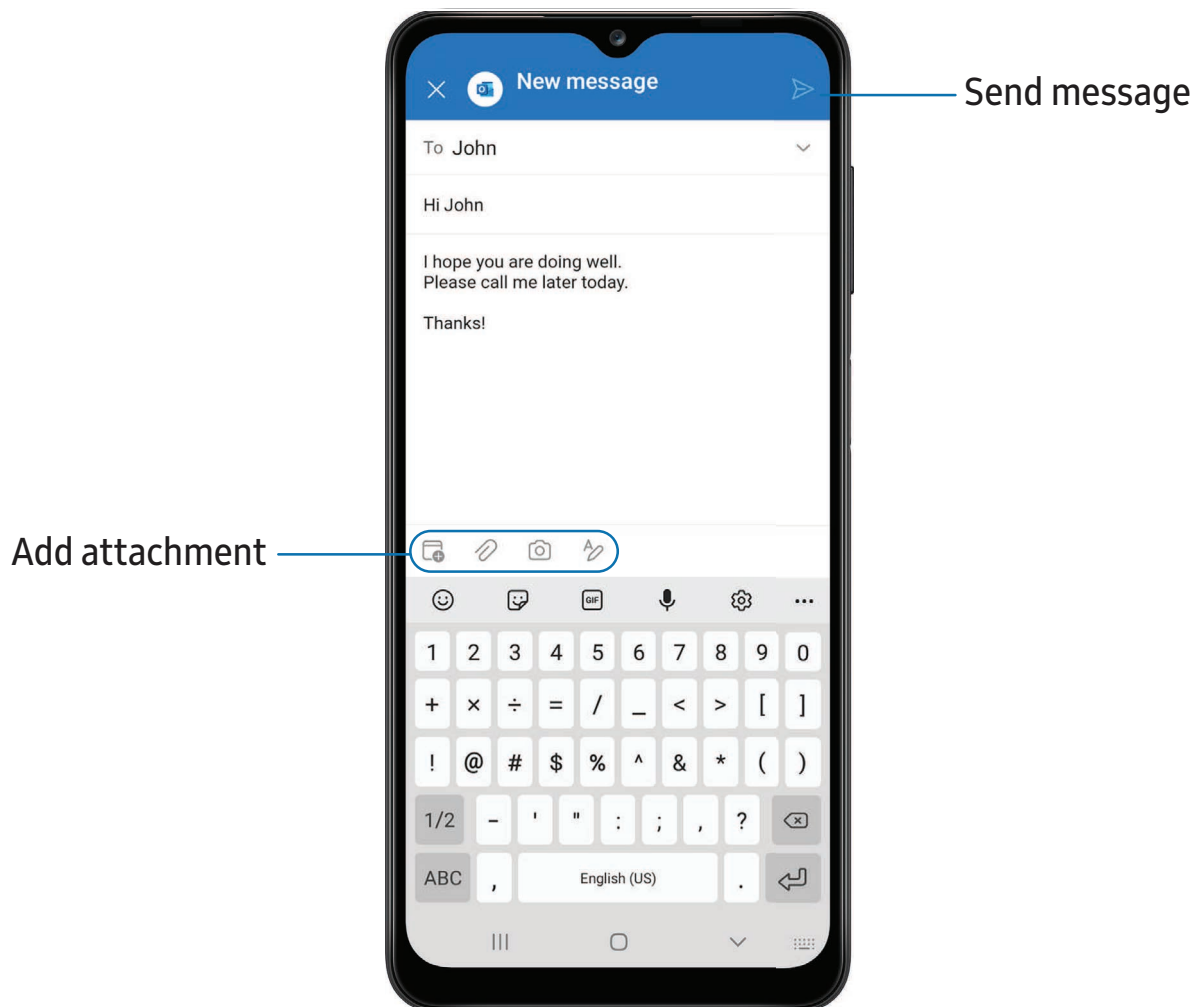 New message
Send message
To John
Hi John
I hope you are doing well.
Please call me later today.
Thanks!
Add attachment
GIF
1 2 3 4 5 6 7 8 9 0
+ × ÷ = / _ < > [ ]
! @ # $ % ^ & * ( )
1/2 - ' " : ; , ?
ABC , English (US) .